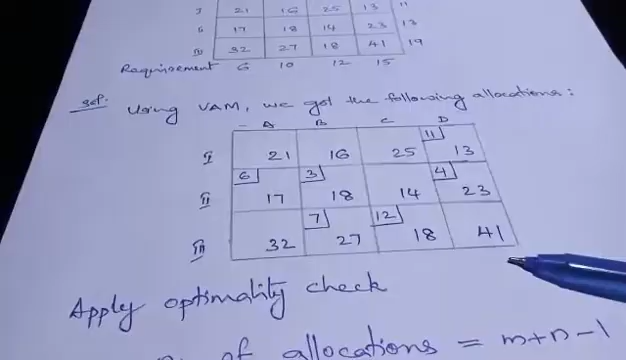 I 21 16 25 13 11
II 17 18 14 23 13
III 32 27 18 41 19
Requirement 6 10 12 15
Sol: Using VAM, we get the following allocations:
A B C D
11
I 21 16 25 13
6 3 4
II 17 18 14 23
7 12
III 32 27 18 41
Apply optimality check
of allocations = m+n-1